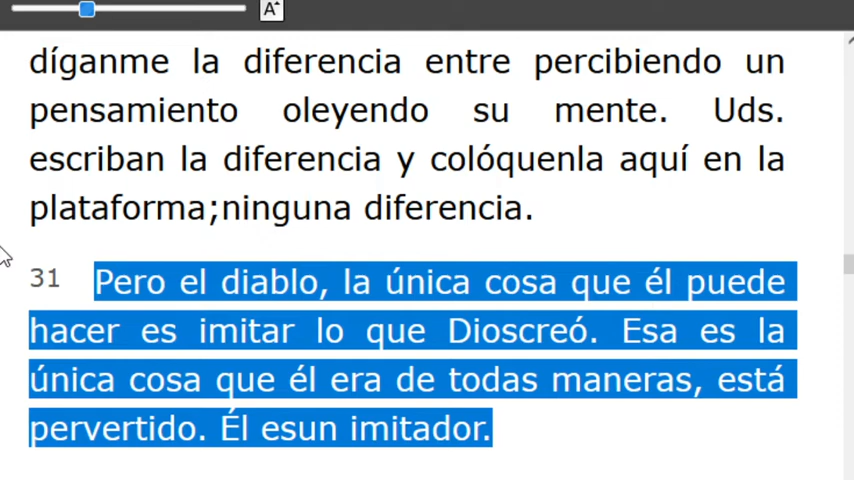 A
díganme la diferencia entre percibiendo un
pensamiento oleyendo su mente. Uds.
escriban la diferencia y colóquenla aquí en la
plataforma;ninguna diferencia.
31 Pero el diablo, la única cosa que él puede
hacer es imitar lo que Dioscreó. Esa es la
única cosa que él era de todas maneras, está
pervertido. Él esun imitador.